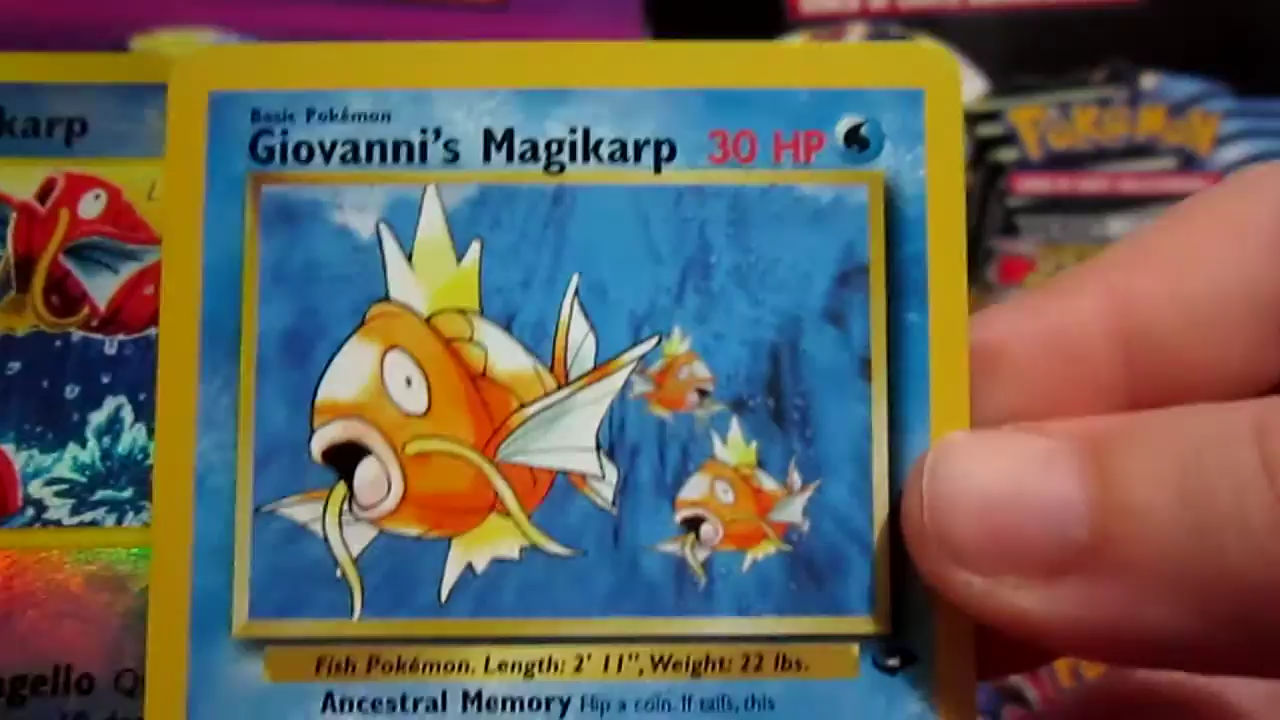 Basic Pokémon
Giovanni's Magikarp 30 HP
karp
Pokémon
Fish Pokémon. Length: 2' 11", Weight: 22 lbs.
Ancestral Memory Flip a coin. If tails, this